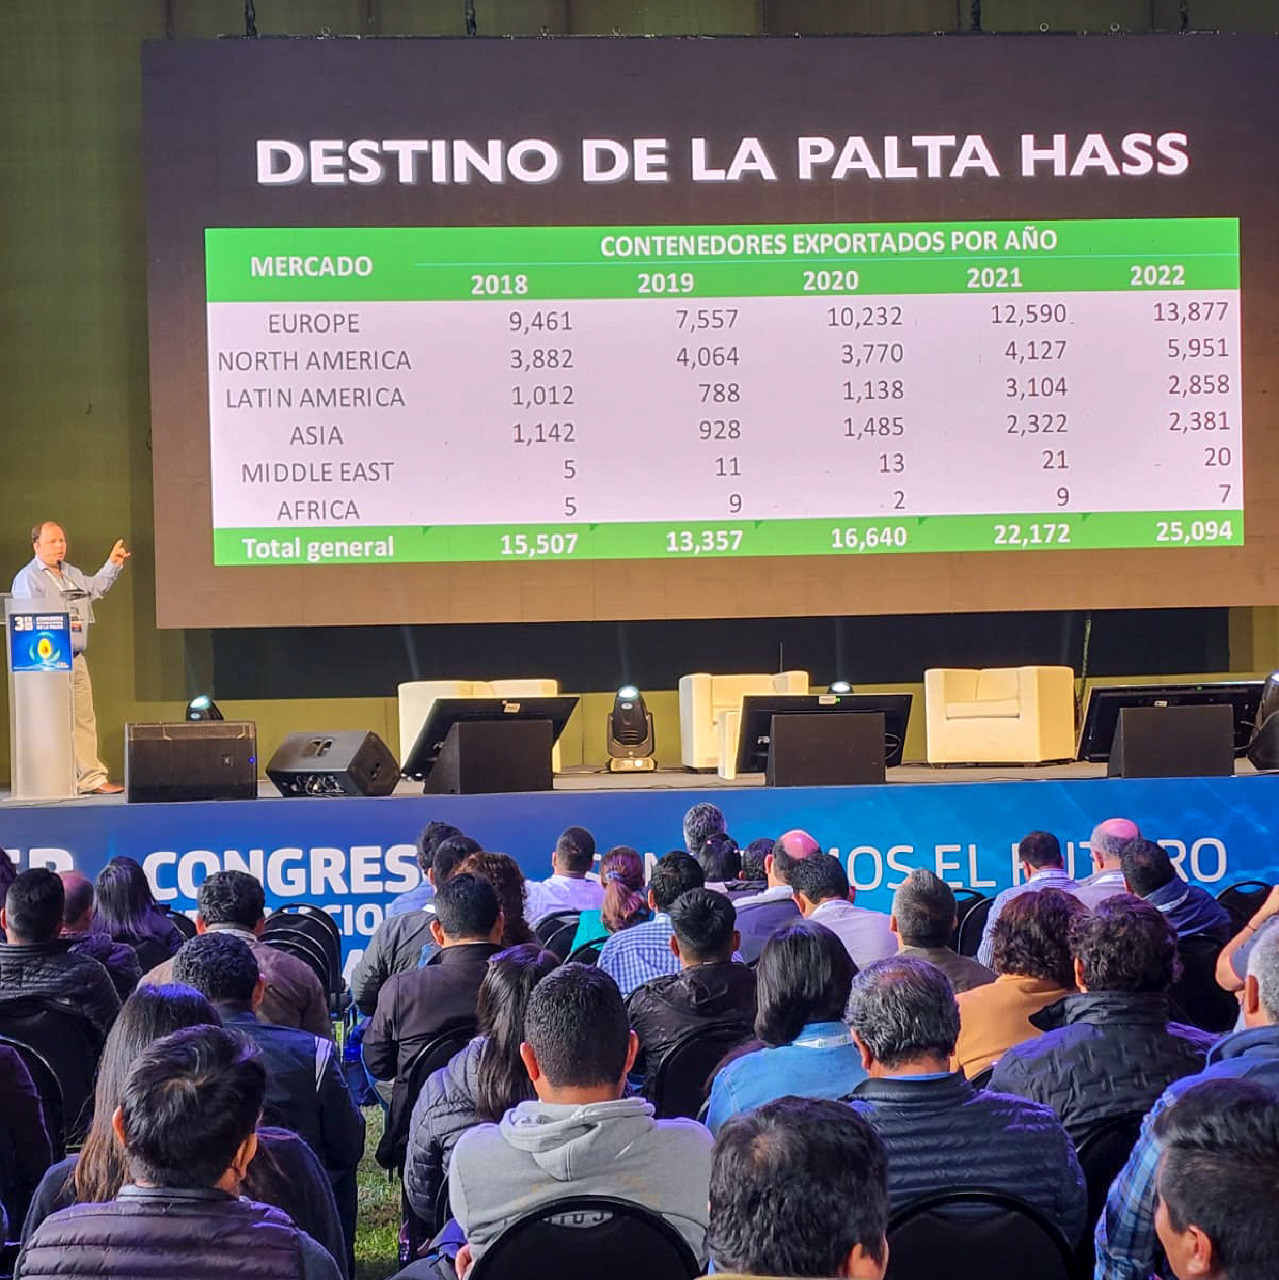 DESTINO DE LA PALTA HASS
MERCADO CONTENEDORES EXPORTADOS POR AÑO
2018 2019 2020 2021 2022
EUROPE 9,461 7,557 10,232 12,590 13,877
NORTH AMERICA 3,882 4,064 3,770 4,127 5,951
LATIN AMERICA 1,012 788 1,138 3,104 2,858
ASIA 1,142 928 1,485 2,322 2,381
MIDDLE EAST 5 11 13 21 20
AFRICA 5 9 2 9 7
Total general 15,507 13,357 16,640 22,172 25,094
3
CONGRES
EL